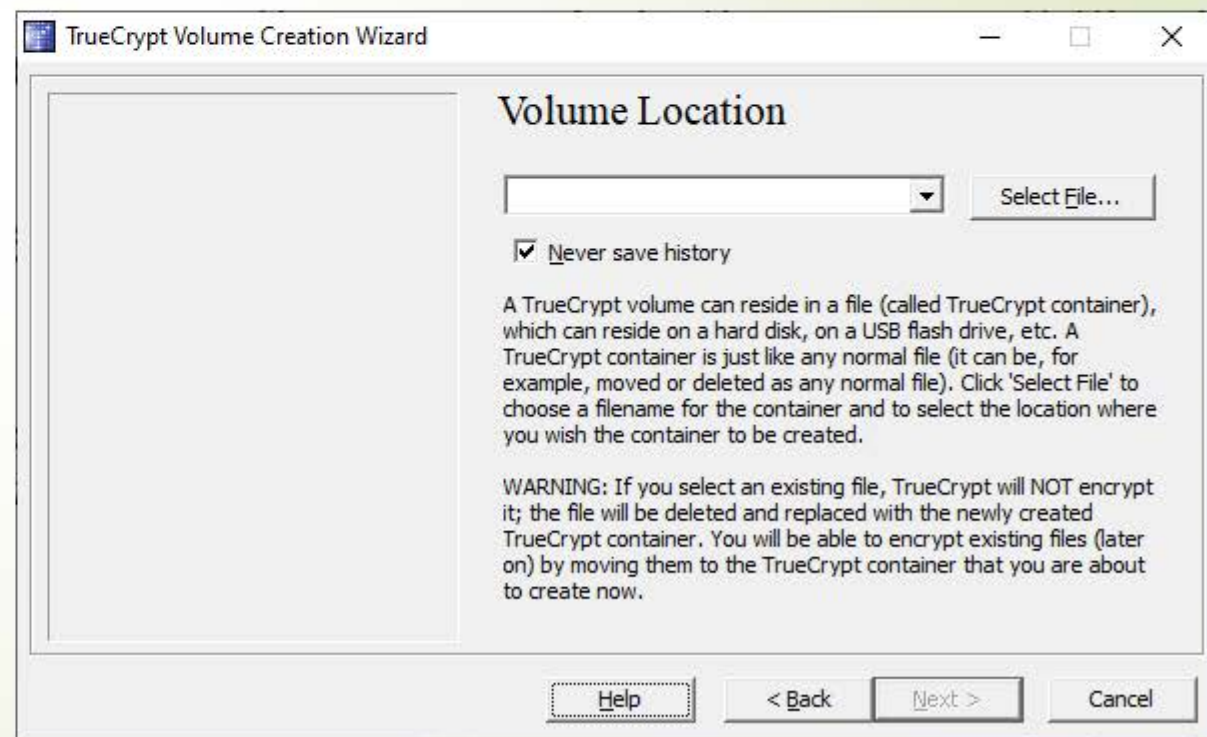 TrueCrypt Volume Creation Wizard
Volume Location
Select File...
Never save history
A TrueCrypt volume can reside in a file (called TrueCrypt container),
which can reside on a hard disk, on a USB flash drive, etc. A
TrueCrypt container is just like any normal file (it can be, for
example, moved or deleted as any normal file). Click 'Select File' to
choose a filename for the container and to select the location where
you wish the container to be created.
WARNING: If you select an existing file, TrueCrypt will NOT encrypt
it; the file will be deleted and replaced with the newly created
TrueCrypt container. You will be able to encrypt existing files (later
on) by moving them to the TrueCrypt container that you are about
to create now.
Help < Back Next > Cancel